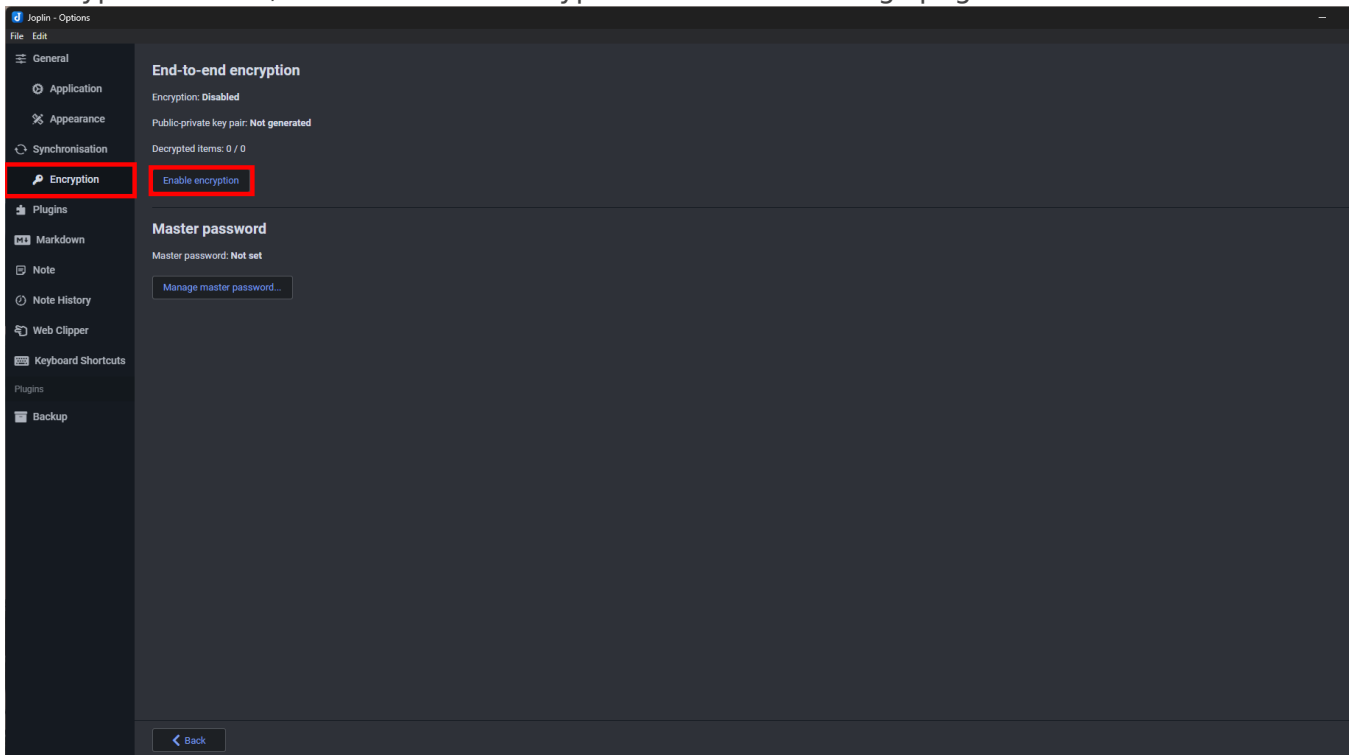 Joplin - Options
File Edit
General
Application
Appearance
Synchronisation
Encryption
Plugins
Markdown
Note
Note History
Web Clipper
Keyboard Shortcuts
Plugins
Backup
End-to-end encryption
Encryption: Disabled
Public-private key pair: Not generated
Decrypted items: 0 / 0
Enable encryption
Master password
Master password: Not set
Manage master password...
Back